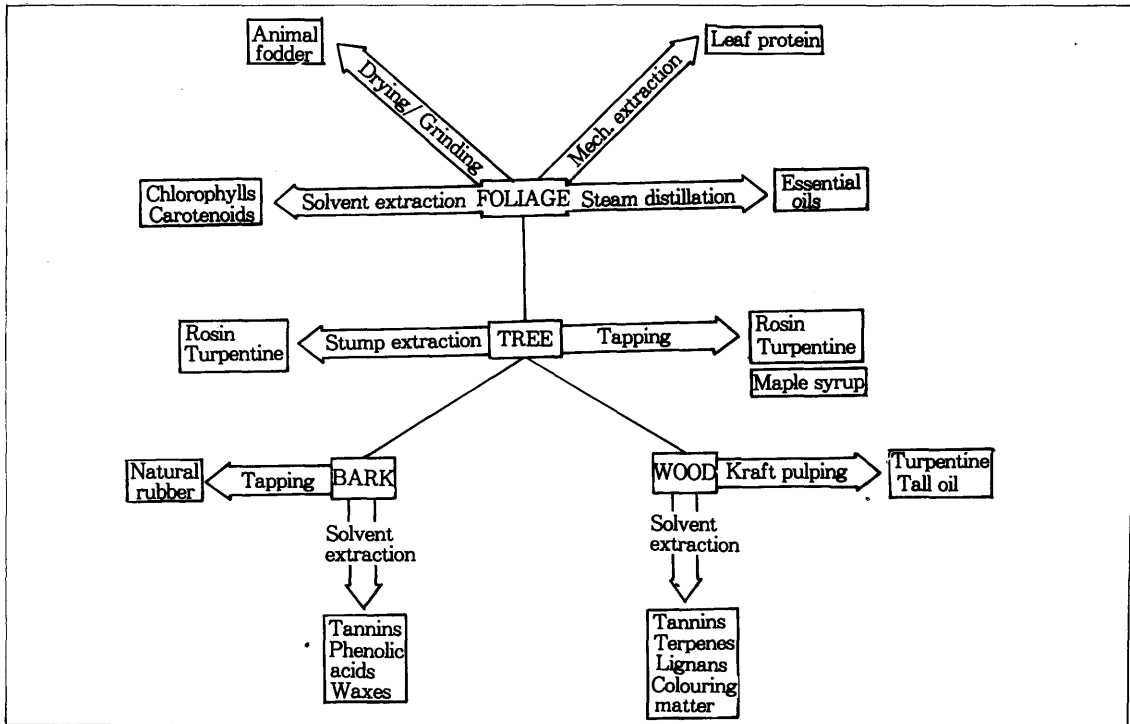 Animal
fodder
Leaf protein
Drying/ Grinding
Mech. extraction
Chlorophylls
Carotenoids
Solvent extraction
FOLIAGE
Steam distillation
Essential
oils
Rosin
Turpentine
Stump extraction
TREE
Tapping
Rosin
Turpentine
Maple syrup
Natural
rubber
Tapping
BARK
WOOD
Kraft pulping
Turpentine
Tall oil
Solvent
extraction
Solvent
extraction
Tannins
Phenolic
acids
Waxes
Tannins
Terpenes
Lignans
Colouring
matter